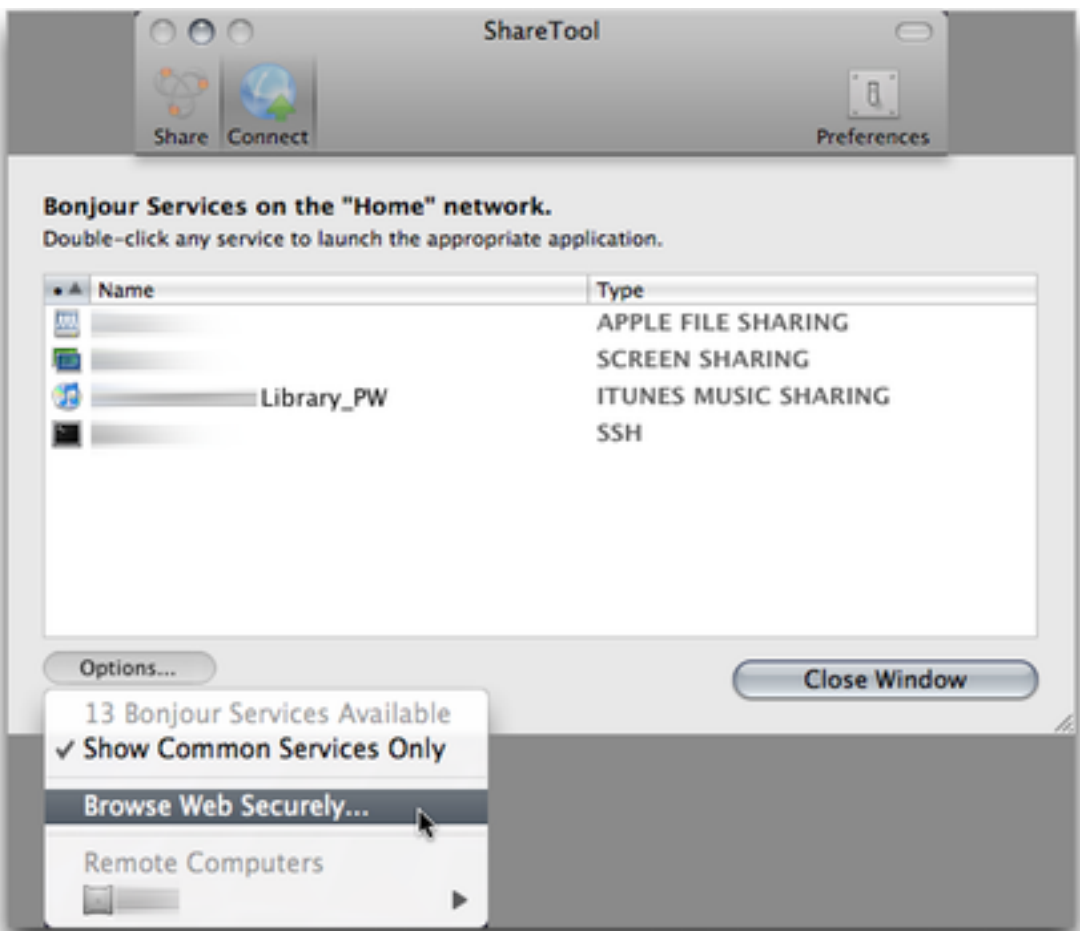 ShareTool
Share Connect Preferences
Bonjour Services on the "Home" network.
Double-click any service to launch the appropriate application.
Name Type
APPLE FILE SHARING
SCREEN SHARING
Library_PW ITUNES MUSIC SHARING
SSH
Options...
Close Window
13 Bonjour Services Available
✓ Show Common Services Only
Browse Web Securely...
Remote Computers